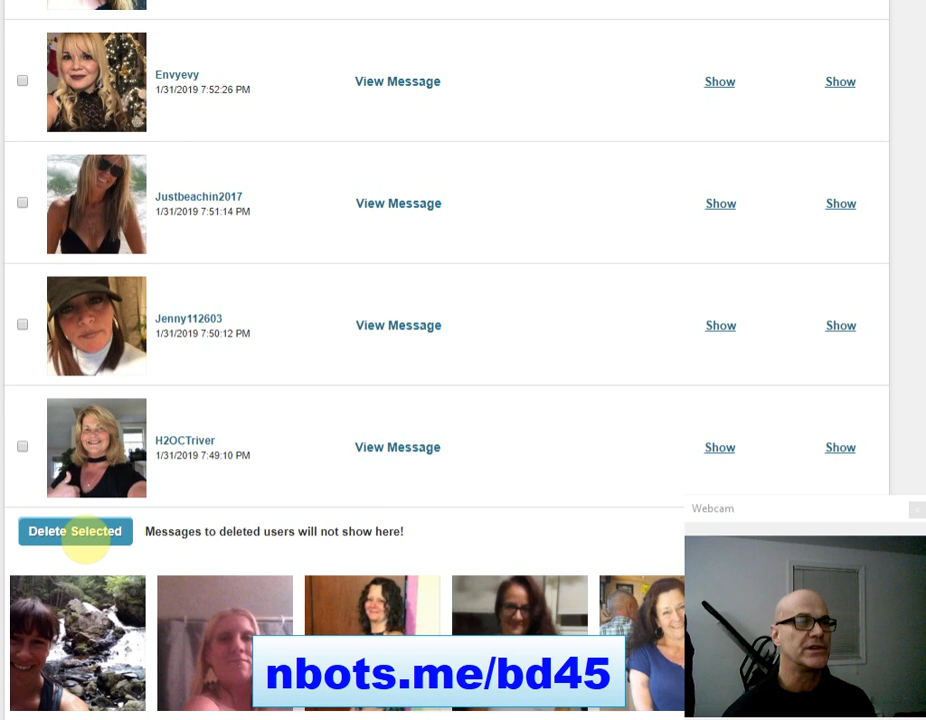 Envyevy
1/31/2019 7:52:26 PM
View Message
Show
Show
Justbeachin2017
1/31/2019 7:51:14 PM
View Message
Show
Show
Jenny112603
1/31/2019 7:50:12 PM
View Message
Show
Show
H2OCTriver
1/31/2019 7:49:10 PM
View Message
Show
Show
Delete Selected
Messages to deleted users will not show here!
Webcam
nbots.me/bd45